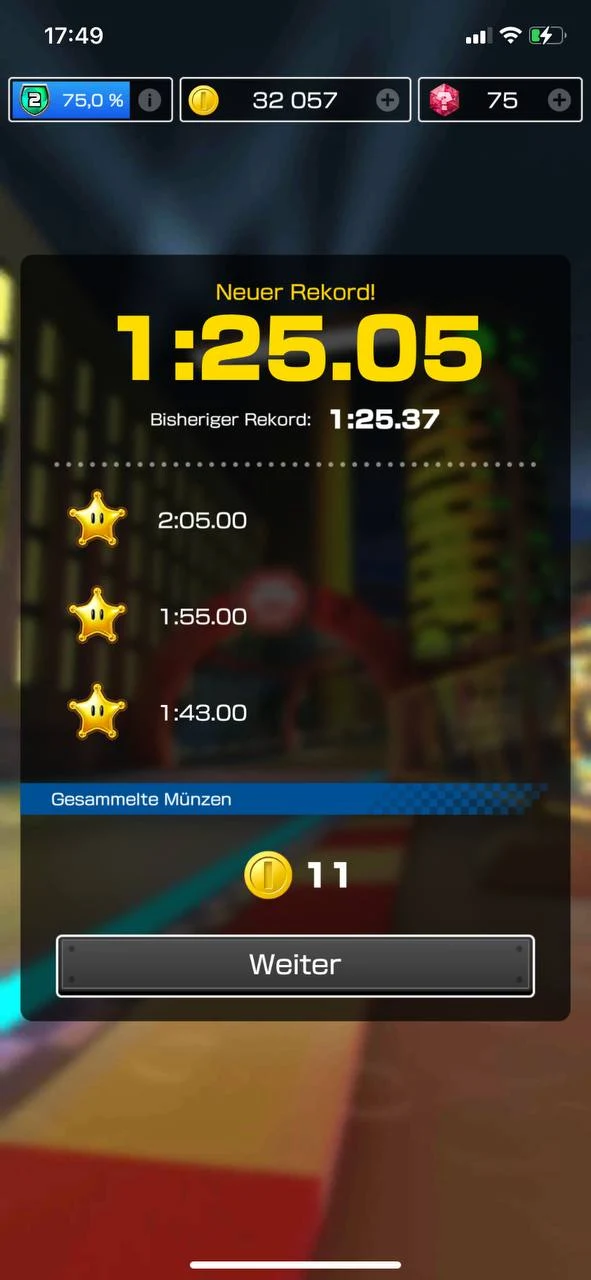 17:49
2 75,0 % i 32 057 + ? 75 +
Neuer Rekord!
1:25.05
Bisheriger Rekord: 1:25.37
2:05.00
1:55.00
1:43.00
Gesammelte Münzen
11
Weiter